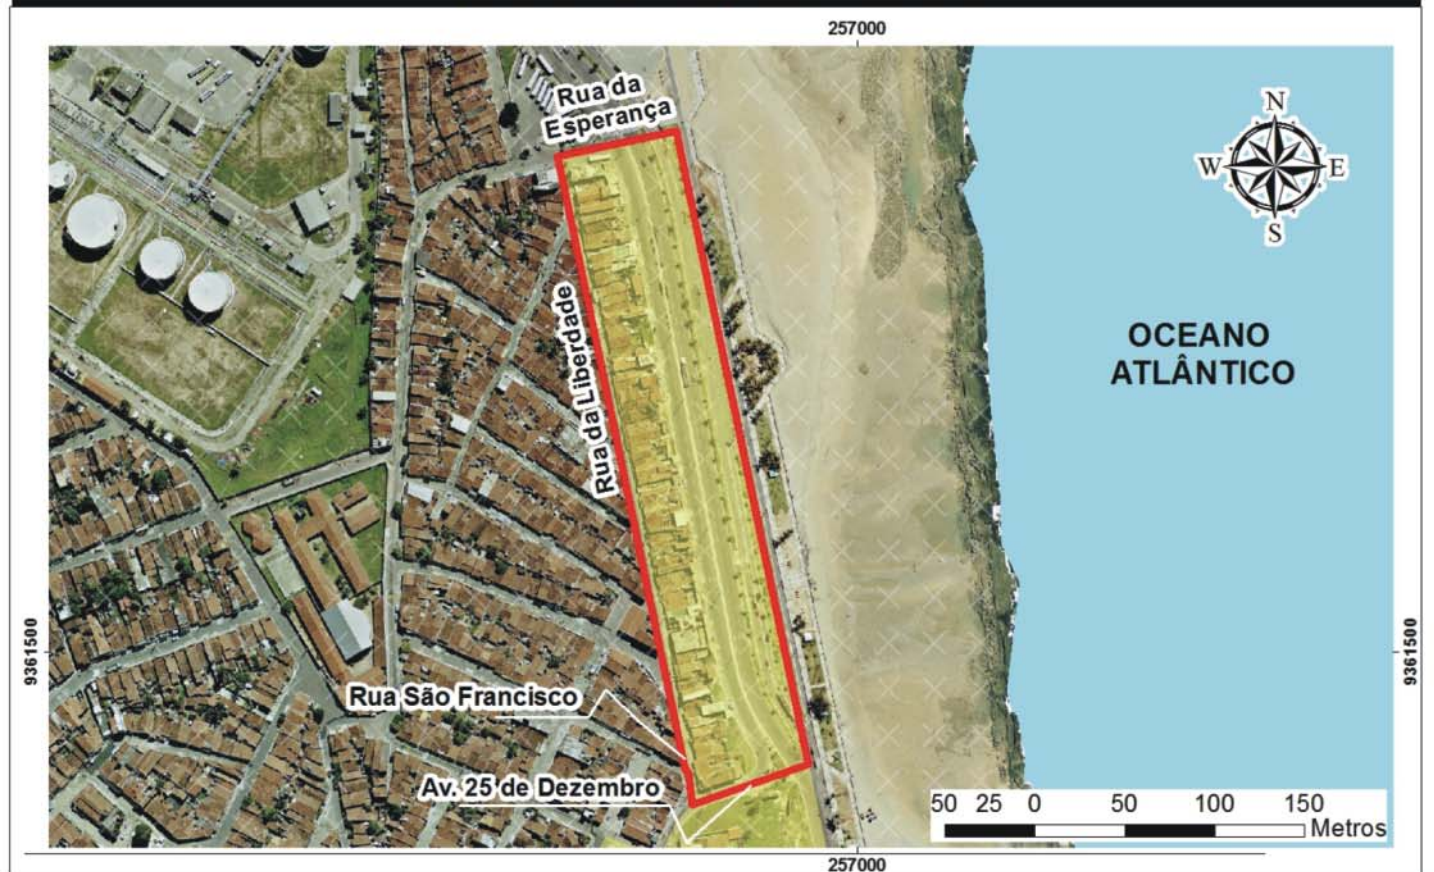 257000
Rua da
Esperança
N
W E
S
Rua da Liberdade
OCEANO
ATLÂNTICO
9361500
9361500
Rua São Francisco
Av. 25 de Dezembro
50 25 0 50 100 150
Metros
257000